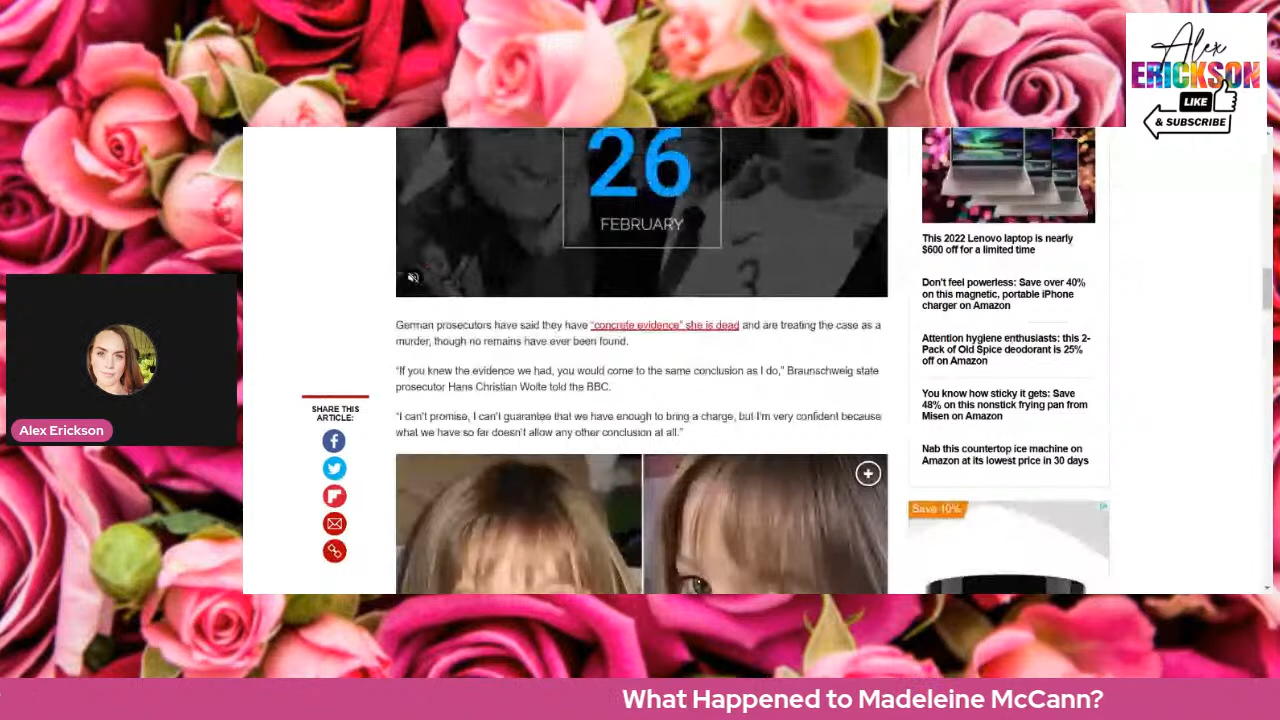 Alex
ERICKSON
LIKE
& SUBSCRIBE
26
FEBRUARY
German prosecutors have said they have "concrete evidence" she is dead and are treating the case as a
murder, though no remains have ever been found.
"If you knew the evidence we had, you would come to the same conclusion as I do," Braunschweig state
prosecutor Hans Christian Wolte told the BBC.
"I can't promise, I can't guarantee that we have enough to bring a charge, but I'm very confident because
what we have so far doesn't allow any other conclusion at all."
SHARE THIS
ARTICLE:
This 2022 Lenovo laptop is nearly
$600 off for a limited time
Don't feel powerless: Save over 40%
on this magnetic, portable iPhone
charger on Amazon
Attention hygiene enthusiasts: this 2-
Pack of Old Spice deodorant is 25%
off on Amazon
You know how sticky it gets: Save
48% on this nonstick frying pan from
Misen on Amazon
Nab this countertop ice machine on
Amazon at its lowest price in 30 days
Save 10%
3
Alex Erickson
What Happened to Madeleine McCann?